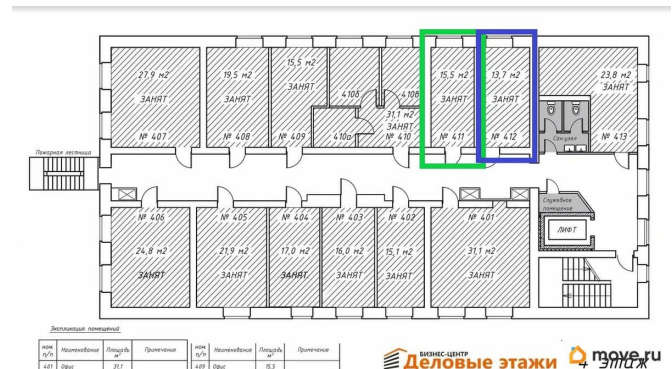 27,9 м2
ЗАНЯТ
№ 407
19,5 м2
ЗАНЯТ
№ 408
15,5 м2
ЗАНЯТ
№ 409
410б
410в
410а
31,1 м2
ЗАНЯТ
№ 410
15,5 м2
ЗАНЯТ
№ 411
13,7 м2
ЗАНЯТ
№ 412
23,8 м2
ЗАНЯТ
№ 413
Сан.узел
Пожарная лестница
№ 406
24,8 м2
ЗАНЯТ
№ 405
21,9 м2
ЗАНЯТ
№ 404
17,0 м2
ЗАНЯТ
№ 403
16,0 м2
ЗАНЯТ
№ 402
15,1 м2
ЗАНЯТ
№ 401
31,1 м2
ЗАНЯТ
Служебное
помещение
ЛИФТ
Экспликация помещений
ном. п/п Наименование Площадь м² Примечание
401 Офис 31,1
ном. п/п Наименование Площадь м² Примечание
409 Офис 15,5
БИЗНЕС-ЦЕНТР
Деловые этажи
4 этаж
move.ru